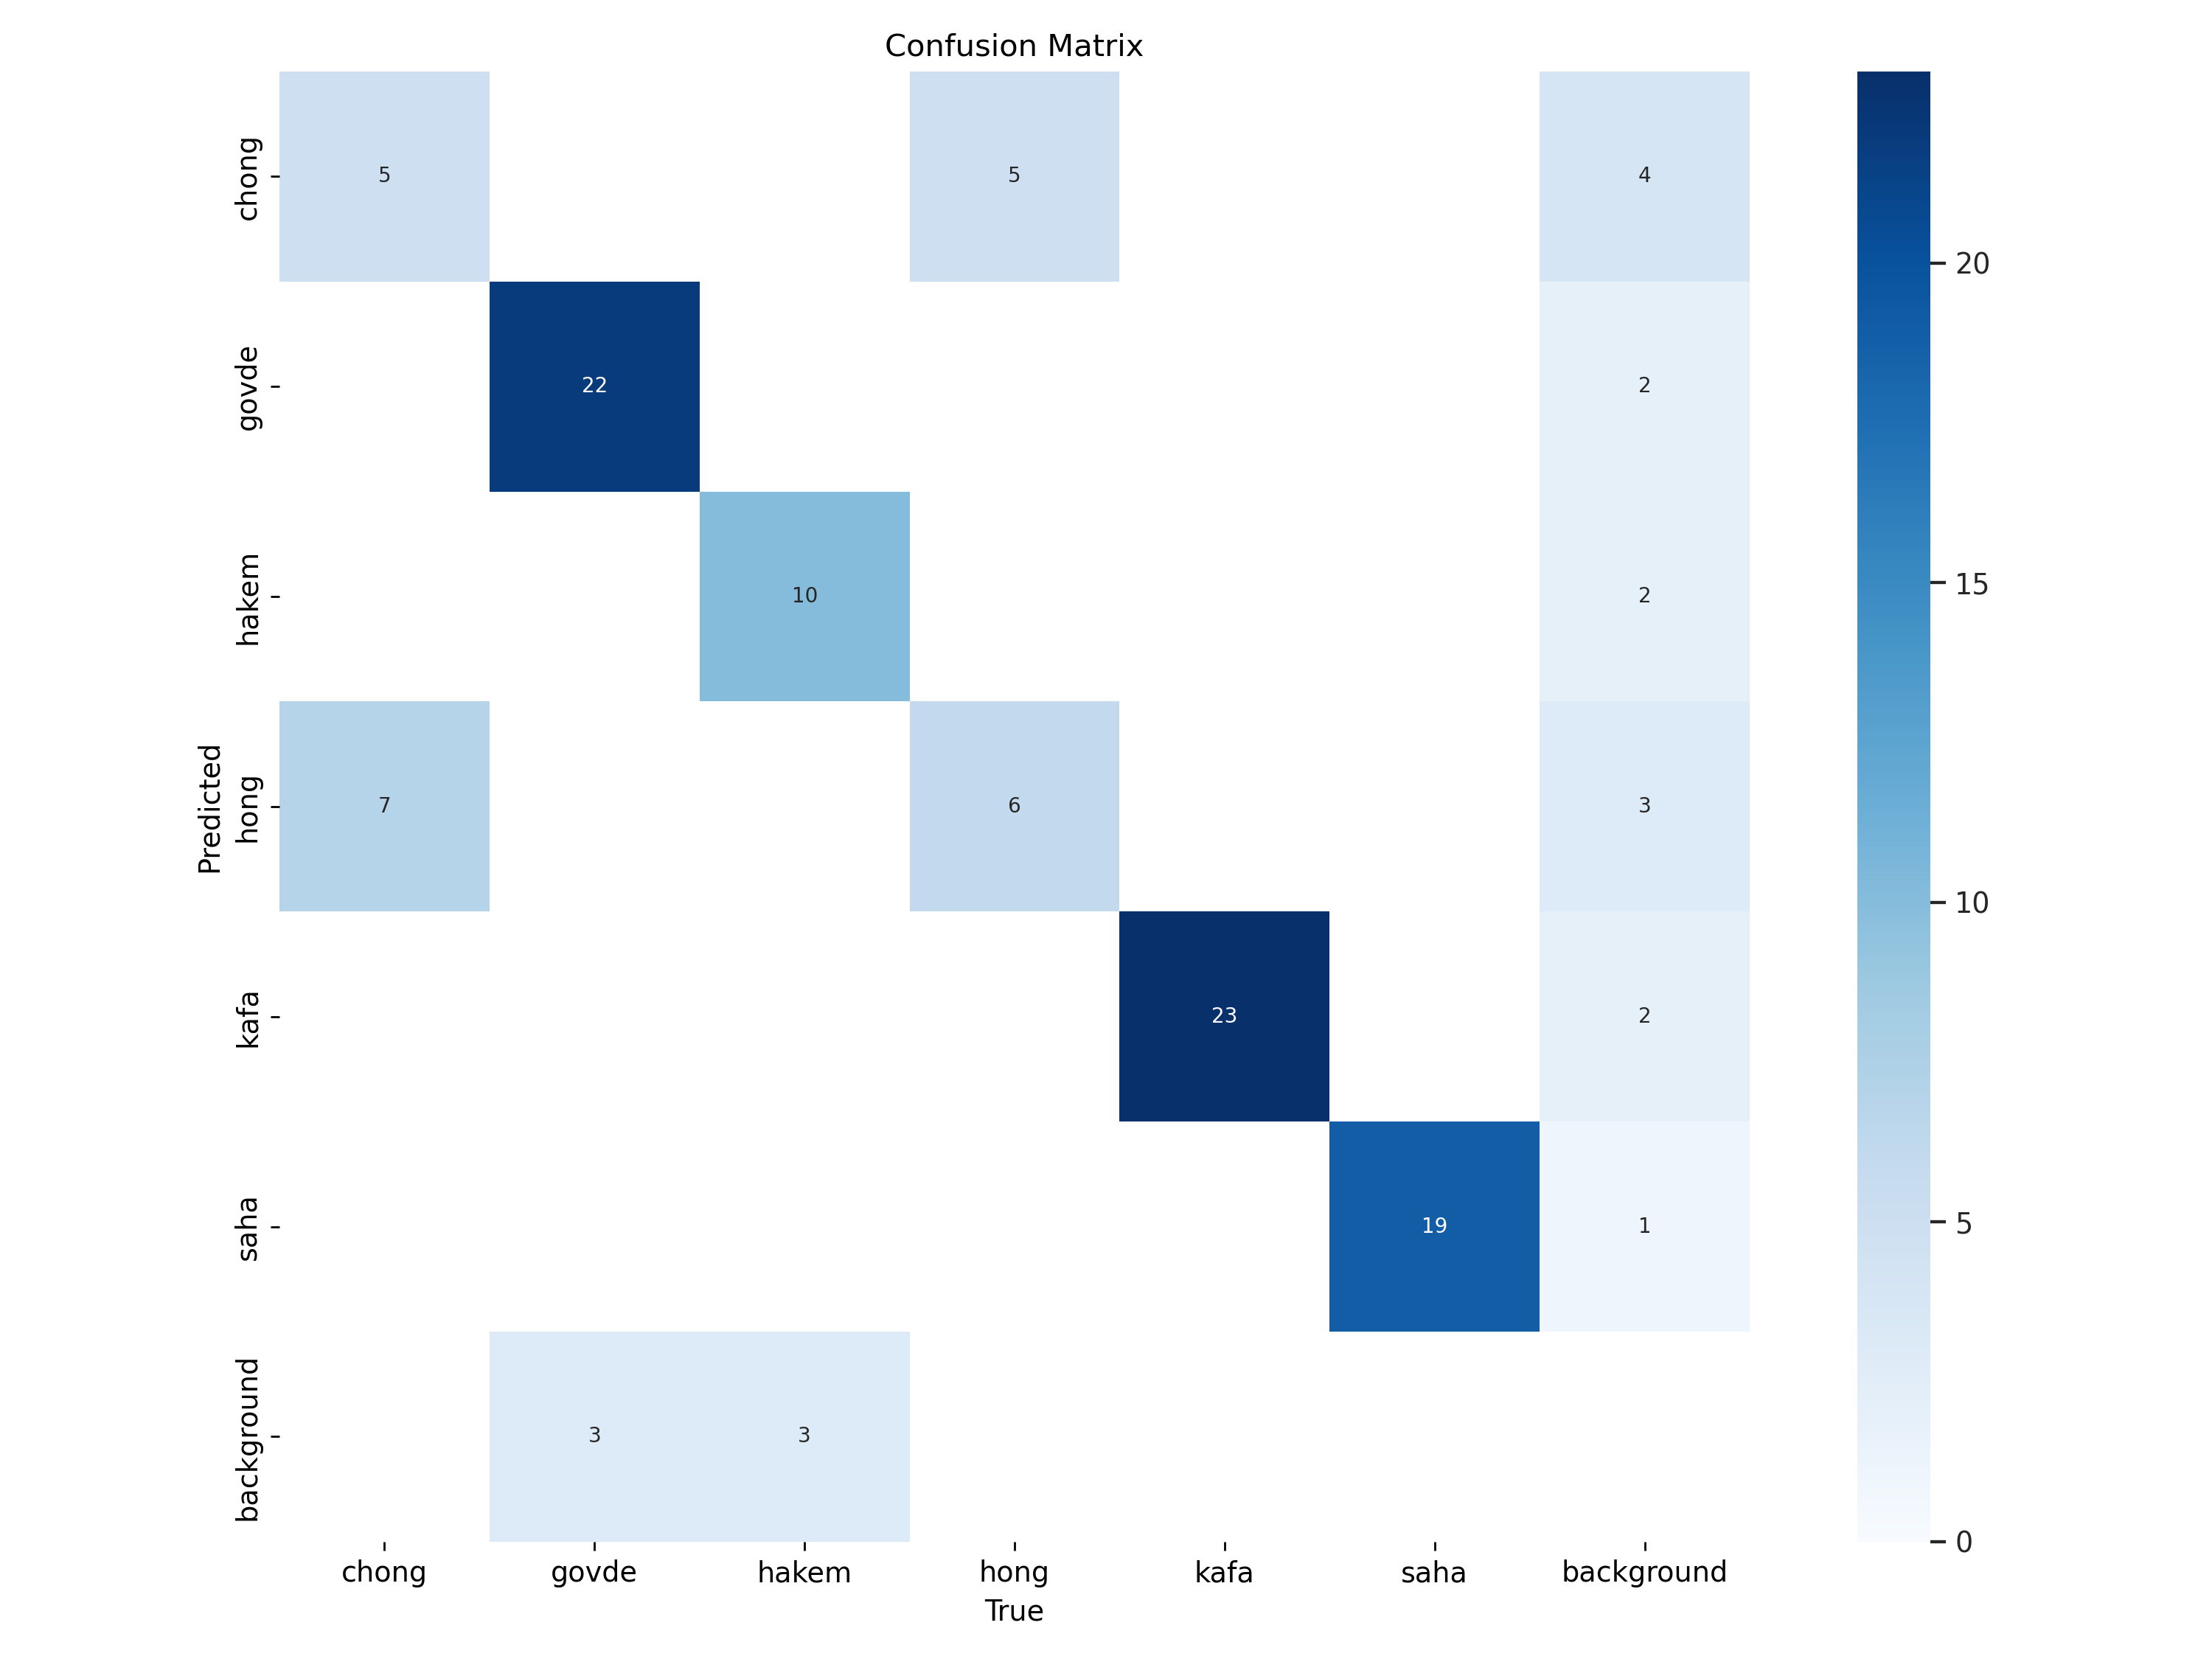 Confusion Matrix
chong
5
5
4
govde
22
2
hakem
10
2
Predicted
hong
7
6
3
kafa
23
2
saha
19
1
background
3
3
chong
govde
hakem
hong
kafa
saha
background
True
20
15
10
5
0